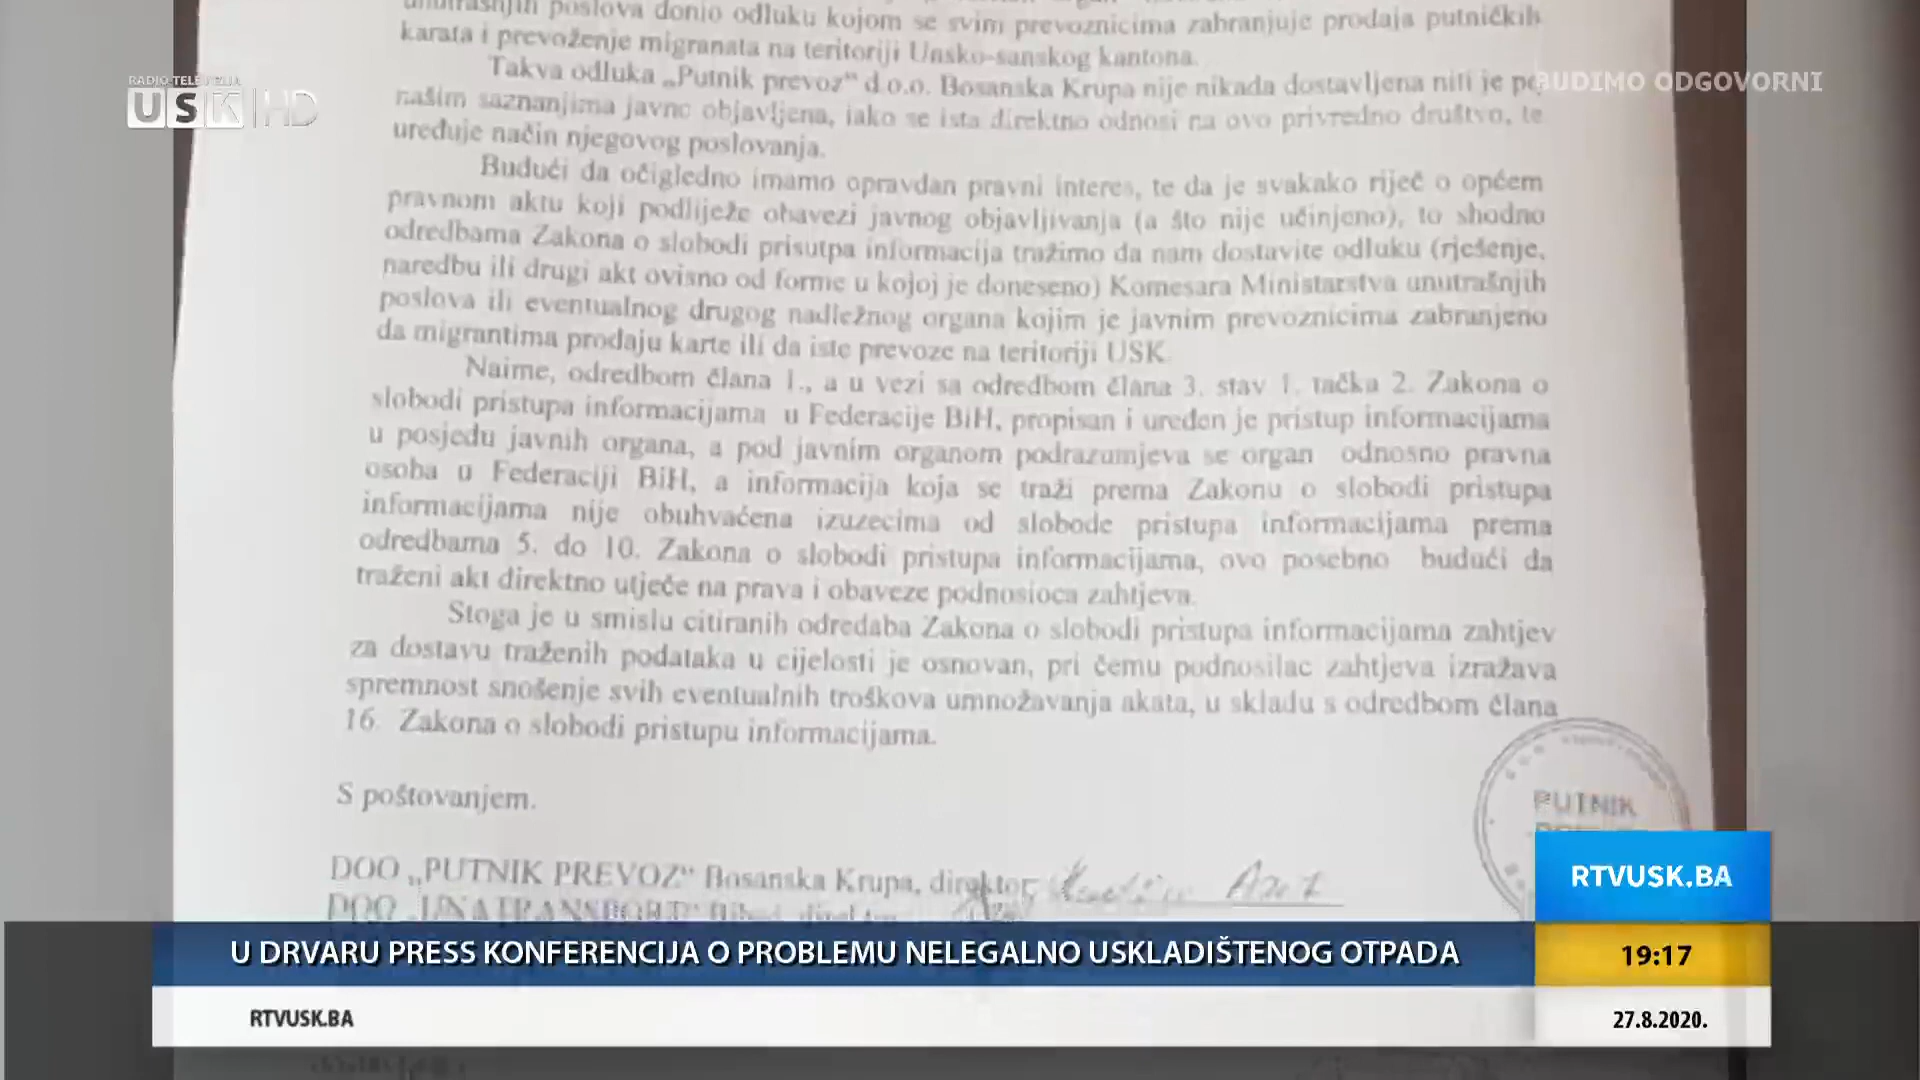 unutrašnjih poslova donio odluku kojom se svim prevoznicima zabranjuje prodaja putničkih
karata i prevoženje migranata na teritoriji Unsko-sanskog kantona.
Takva odluka „Putnik prevoz“ d.o.o. Bosanska Krupa nije nikada dostavljena niti je po
našim saznanjima javno objavljena, iako se ista direktno odnosi na ovo privredno društvo, te
uređuje način njegovog poslovanja.
Budući da očigledno imamo opravdan pravni interes, te da je svakako riječ o općem
pravnom aktu koji podliježe obavezi javnog objavljivanja (a što nije učinjeno), to shodno
odredbama Zakona o slobodi prisutpa informacija tražimo da nam dostavite odluku (rješenje,
naredbu ili drugi akt ovisno od forme u kojoj je doneseno) Komesara Ministarstva unutrašnjih
poslova ili eventualnog drugog nadležnog organa kojim je javnim prevoznicima zabranjeno
da migrantima prodaju karte ili da iste prevoze na teritoriji USK.
Naime, odredbom člana 1., a u vezi sa odredbom člana 3. stav 1. tačka 2. Zakona o
slobodi pristupa informacijama u Federacije BiH, propisan i uređen je pristup informacijama
u posjedu javnih organa, a pod javnim organom podrazumjeva se organ odnosno pravna
osoba u Federaciji BiH, a informacija koja se traži prema Zakonu o slobodi pristupa
informacijama nije obuhvaćena izuzecima od slobode pristupa informacijama prema
odredbama 5. do 10. Zakona o slobodi pristupa informacijama, ovo posebno budući da
traženi akt direktno utječe na prava i obaveze podnosioca zahtjeva.
Stoga je u smislu citiranih odredaba Zakona o slobodi pristupa informacijama zahtjev
za dostavu traženih podataka u cijelosti je osnovan, pri čemu podnosilac zahtjeva izražava
spremnost snošenje svih eventualnih troškova umnožavanja akata, u skladu s odredbom člana
16. Zakona o slobodi pristupu informacijama.
S poštovanjem.
DOO „PUTNIK PREVOZ“ Bosanska Krupa, direktor
DOO „UNATRANSPORT“ Bihać, direktor
PUTNIK
RADIO-TELEVIZIJA
USK HD
BUDIMO ODGOVORNI
RTVUSK.BA
U DRVARU PRESS KONFERENCIJA O PROBLEMU NELEGALNO USKLADIŠTENOG OTPADA
19:17
RTVUSK.BA
27.8.2020.